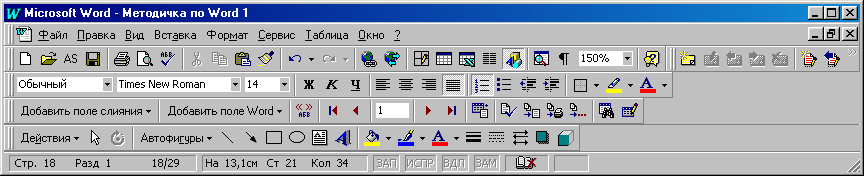 Microsoft Word - Методичка по Word 1
Файл Правка Вид Вставка Формат Сервис Таблица Окно ?
AS АБV 150%
Обычный Times New Roman 14 Ж К Ч А
Добавить поле слияния Добавить поле Word « » АБВ 1
Действия Автофигуры А
Стр. 18 Разд 1 18/29 На 13,1см Ст 21 Кол 34 ЗАП ИСПР ВДЛ ЗАМ